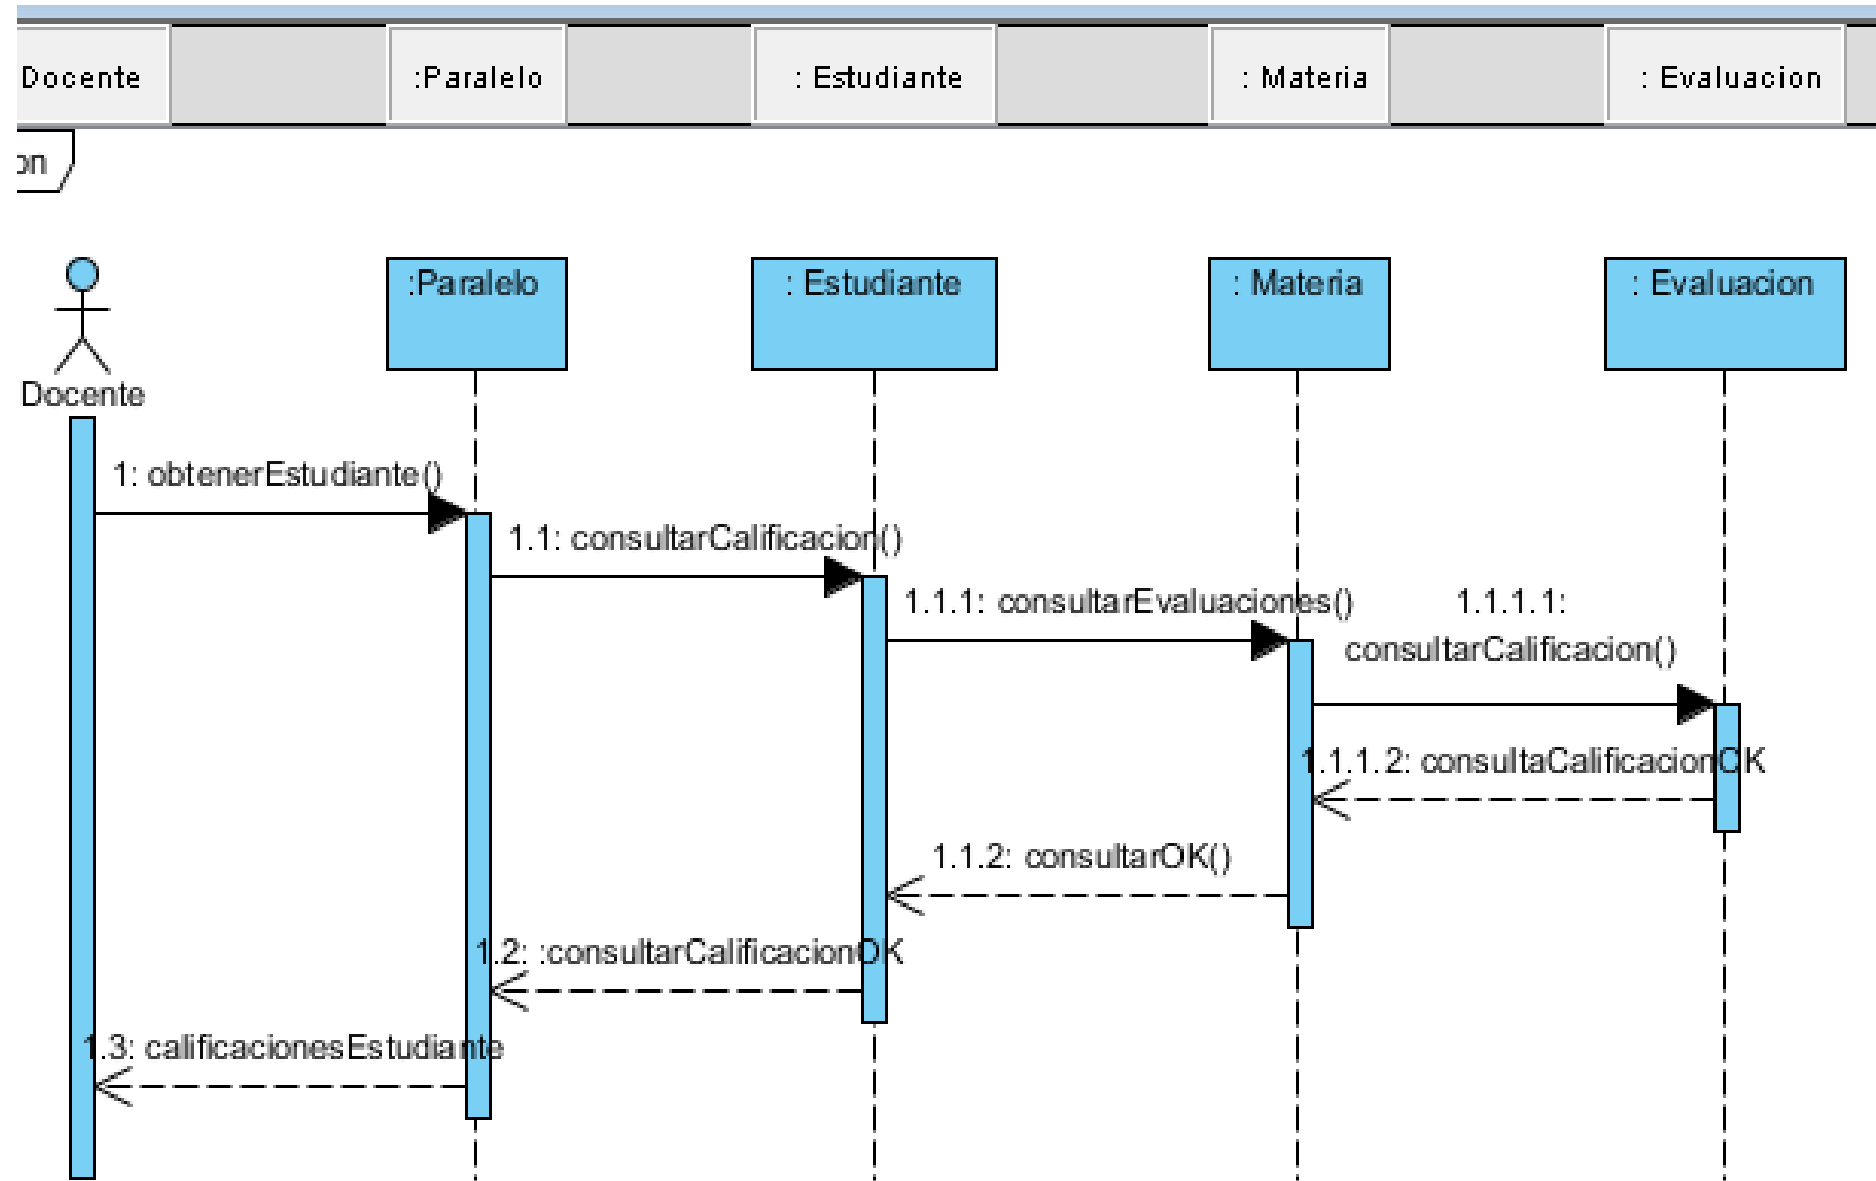 Docente
:Paralelo
: Estudiante
: Materia
: Evaluacion
on
:Paralelo
: Estudiante
: Materia
: Evaluacion
Docente
1: obtenerEstudiante()
1.1: consultarCalificacion()
1.1.1: consultarEvaluaciones()
1.1.1.1:
consultarCalificacion()
1.1.1.2: consultaCalificacionOK
1.1.2: consultarOK()
1.2: :consultarCalificacionOK
1.3: calificacionesEstudiante